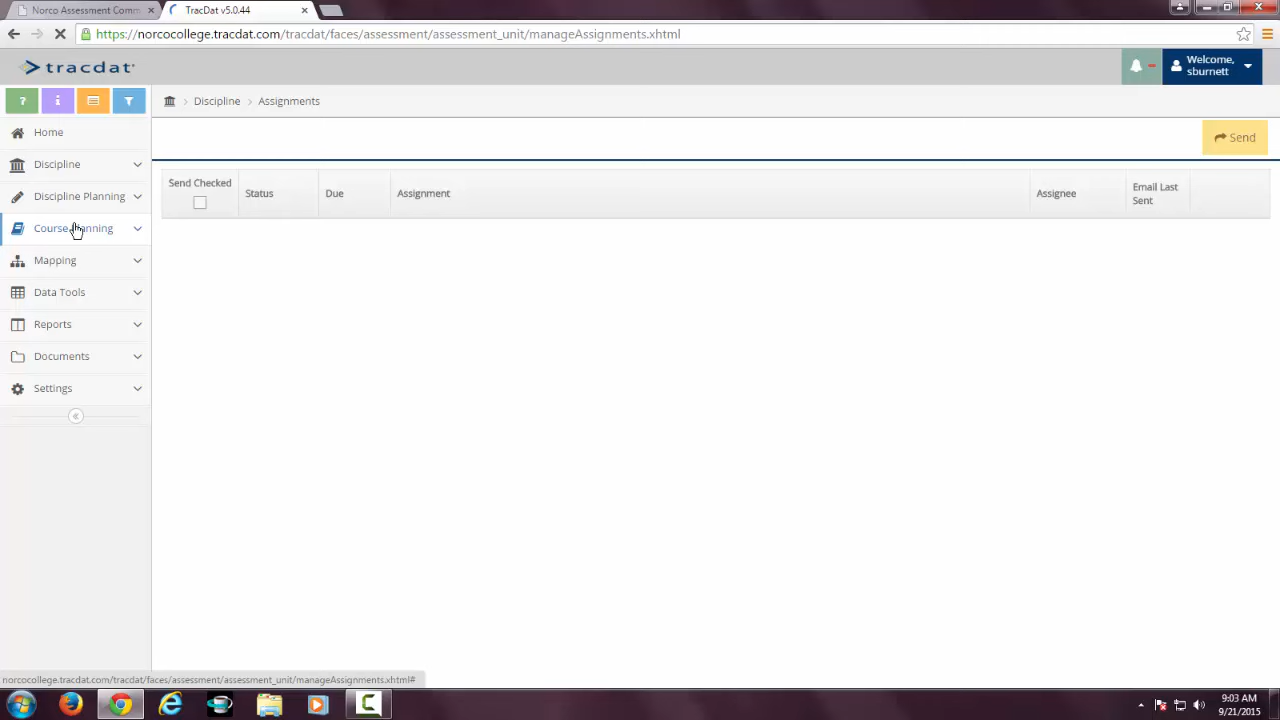 Norco Assessment Comm
TracDat v5.0.44
https://norcocollege.tracdat.com/tracdat/faces/assessment/assessment_unit/manageAssignments.xhtml
tracdat
Welcome,
sburnett
Discipline > Assignments
Send
Home
Discipline
Discipline Planning
Course Planning
Mapping
Data Tools
Reports
Documents
Settings
Send Checked
Status
Due
Assignment
Assignee
Email Last
Sent
norcocollege.tracdat.com/tracdat/faces/assessment/assessment_unit/manageAssignments.xhtml#
9:03 AM
9/21/2015